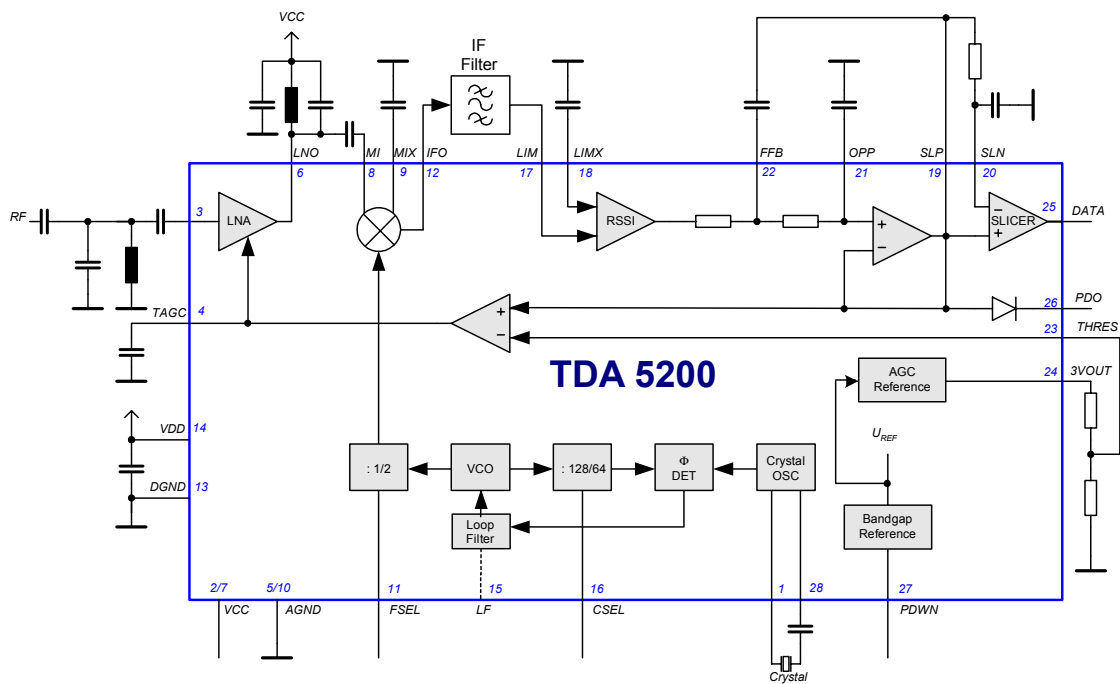 VCC
IF
Filter
LNO
MI
MIX
IFO
LIM
LIMX
FFB
OPP
SLP
SLN
6
8
9
12
17
18
22
21
19
20
RF
3
LNA
RSSI
+
−
−
SLICER
+
25
DATA
TAGC
4
+
−
26
PDO
23
THRES
TDA 5200
AGC
Reference
24
3VOUT
VDD
14
UREF
: 1/2
VCO
: 128/64
Φ
DET
Crystal
OSC
DGND
13
Loop
Filter
Bandgap
Reference
2/7
5/10
11
15
16
1
28
27
VCC
AGND
FSEL
LF
CSEL
PDWN
Crystal